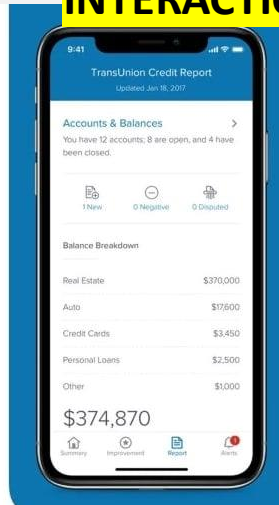 INTERACTIO
9:41
TransUnion Credit Report
Updated Jan 18, 2017
Accounts & Balances >
You have 12 accounts; 8 are open, and 4 have
been closed.
1 New 0 Negative 0 Disputed
Balance Breakdown
Real Estate $370,000
Auto $17,600
Credit Cards $3,450
Personal Loans $2,500
Other $1,000
$374,870
Summary Improvement Report Alerts
1